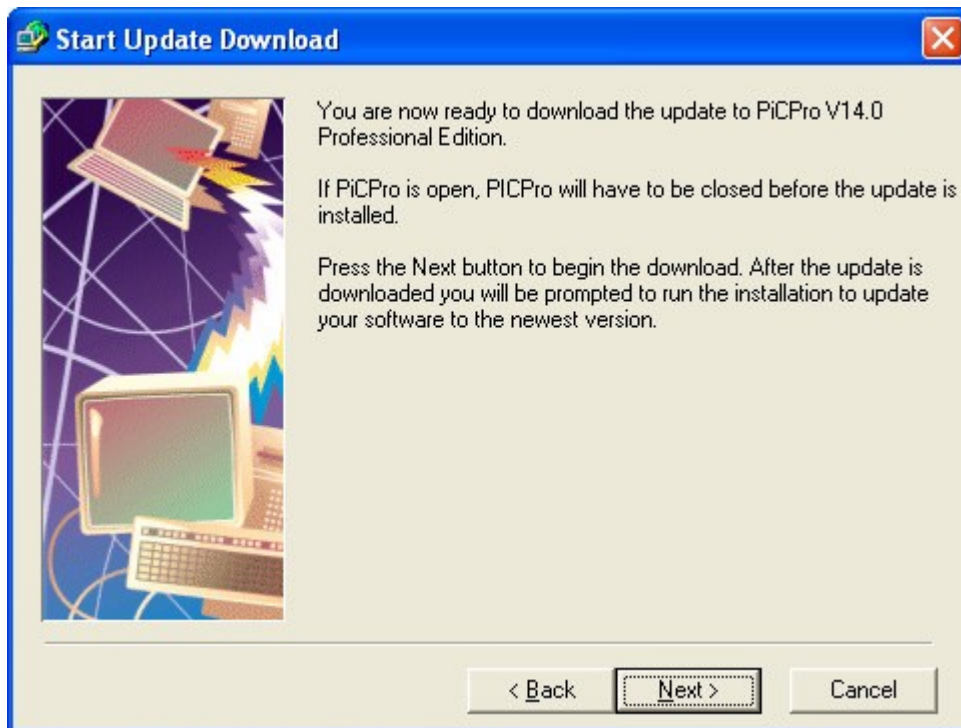 Start Update Download
You are now ready to download the update to PiCPro V14.0
Professional Edition.
If PiCPro is open, PICPro will have to be closed before the update is
installed.
Press the Next button to begin the download. After the update is
downloaded you will be prompted to run the installation to update
your software to the newest version.
< Back
Next >
Cancel